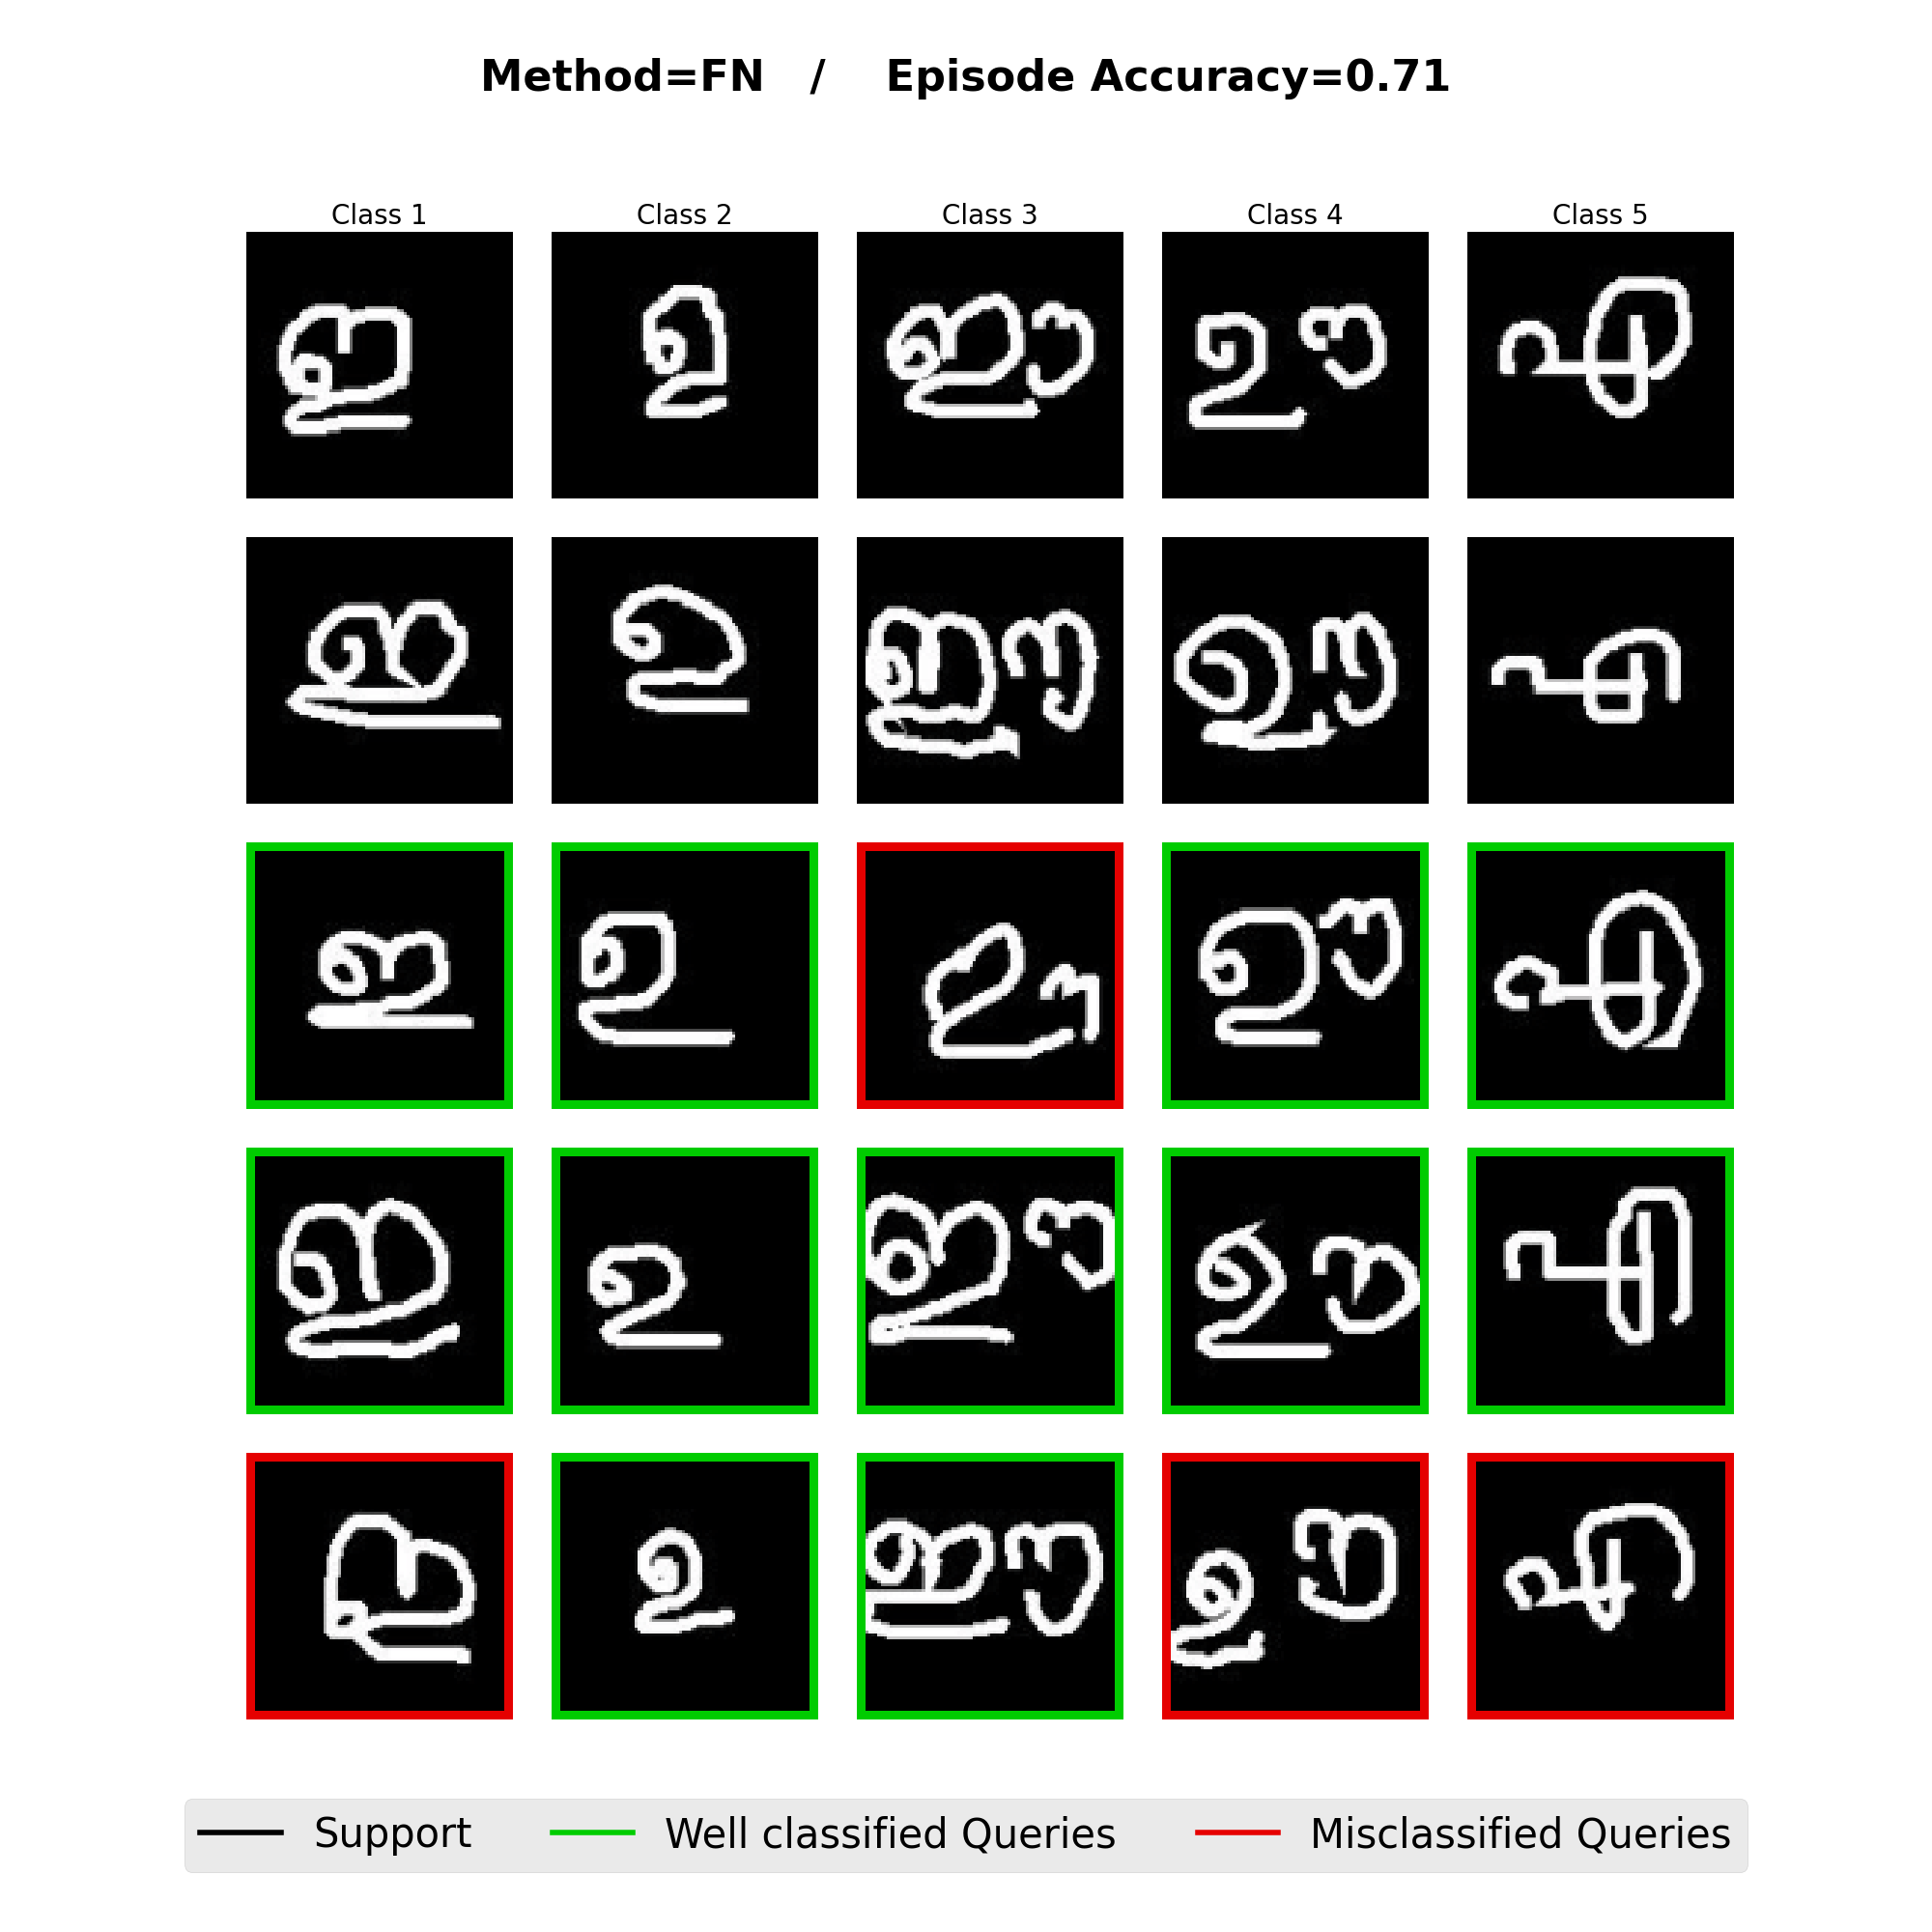 Method=FN / Episode Accuracy=0.71
Class 1 Class 2 Class 3 Class 4 Class 5
ഇ ഉ ഈ ഊ എ
ഇ ഉ ഈ ഊ എ
ഇ ഉ ഊ എ
ഇ ഉ ഈ ഊ എ
ഇ ഉ ഈ ഊ എ
Support Well classified Queries Misclassified Queries